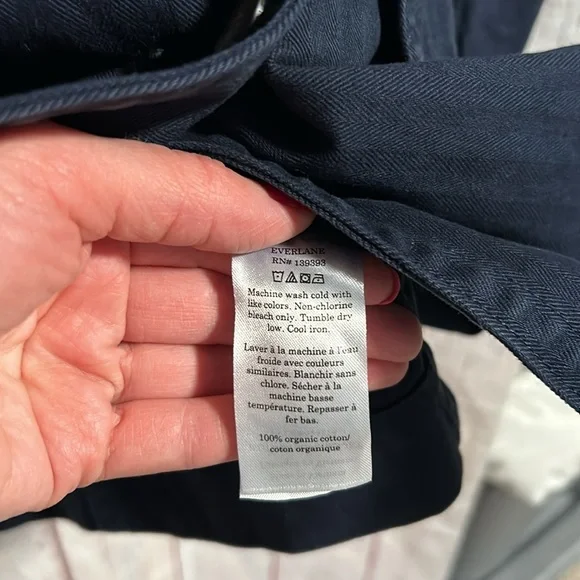 EVERLANE
RN# 139393
Machine wash cold with
like colors. Non-chlorine
bleach only. Tumble dry
low. Cool iron.
Laver à la machine à l'eau
froide avec couleurs
similaires. Blanchir sans
chlore. Sécher à la
machine basse
température. Repasser à
fer bas.
100% organic cotton/
coton organique